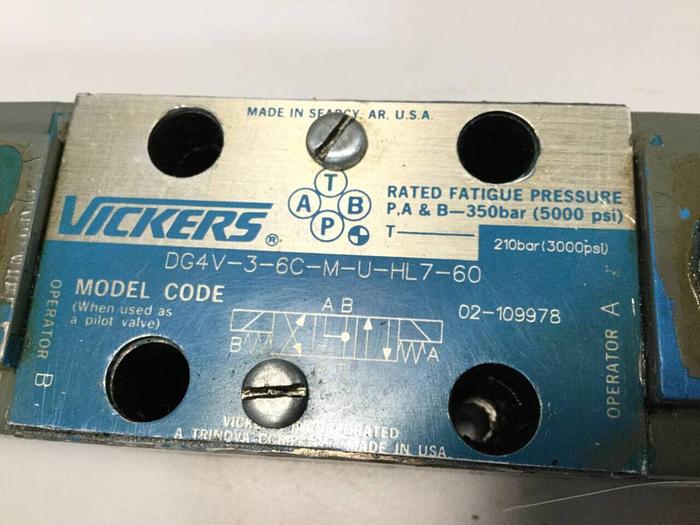 MADE IN SEARCY, AR. U.S.A.
T
A B
P
VICKERS®
RATED FATIGUE PRESSURE
P,A & B—350bar (5000 psi)
T— 210bar(3000psi)
DG4V-3-6C-M-U-HL7-60
MODEL CODE
(When used as
a pilot valve)
02-109978
A B
B A
OPERATOR B
OPERATOR A
INCORPORATED
A TRINOVA MADE IN USA